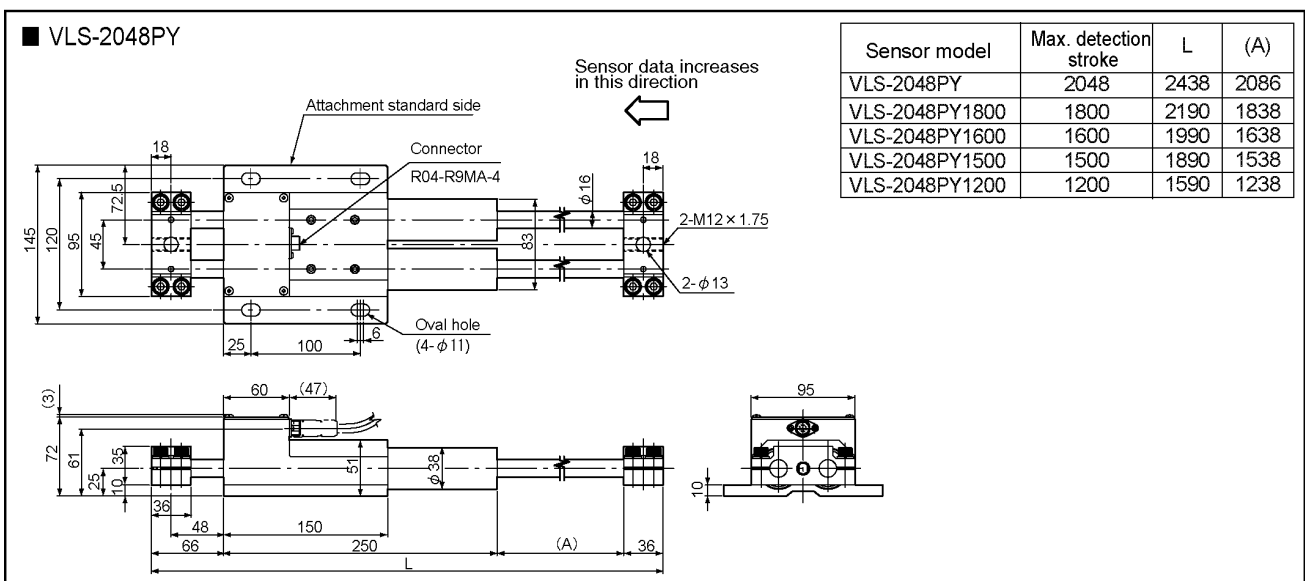 ■ VLS-2048PY
Sensor data increases
in this direction
Attachment standard side
Connector
R04-R9MA-4
18
18
φ16
145
120
95
45
72.5
83
2-M12×1.75
2-φ13
Oval hole
(4-φ11)
6
25
100
Sensor model Max. detection stroke L (A)
VLS-2048PY 2048 2438 2086
VLS-2048PY1800 1800 2190 1838
VLS-2048PY1600 1600 1990 1638
VLS-2048PY1500 1500 1890 1538
VLS-2048PY1200 1200 1590 1238
60
(47)
(3)
72
61
35
25
10
51
φ38
36
48
150
66
250
(A)
36
L
95
10